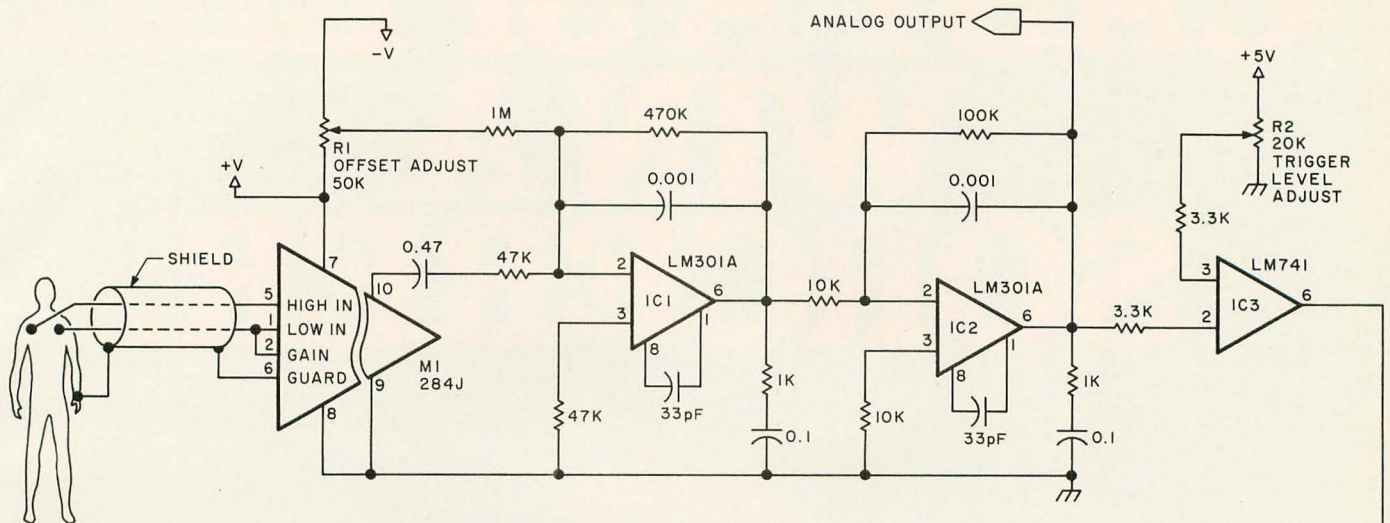 ANALOG OUTPUT
-V
+5V
1M
470K
100K
R1
OFFSET ADJUST
50K
R2
20K
TRIGGER
LEVEL
ADJUST
+V
0.001
0.001
3.3K
SHIELD
7
0.47
47K
10
2
LM301A
IC1
6
1
3
8
10K
2
LM301A
IC2
6
1
3
8
3.3K
3
LM741
IC3
6
2
5
HIGH IN
1
LOW IN
2
GAIN
6
GUARD
M1
284J
9
8
47K
33pF
1K
0.1
10K
33pF
1K
0.1